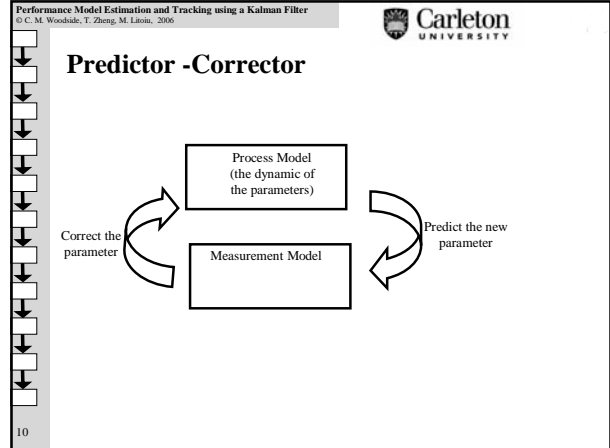 Performance Model Estimation and Tracking using a Kalman Filter
© C. M. Woodside, T. Zheng, M. Litoiu, 2006
Carleton
UNIVERSITY
Predictor -Corrector
Process Model
(the dynamic of
the parameters)
Correct the
parameter
Predict the new
parameter
Measurement Model
10